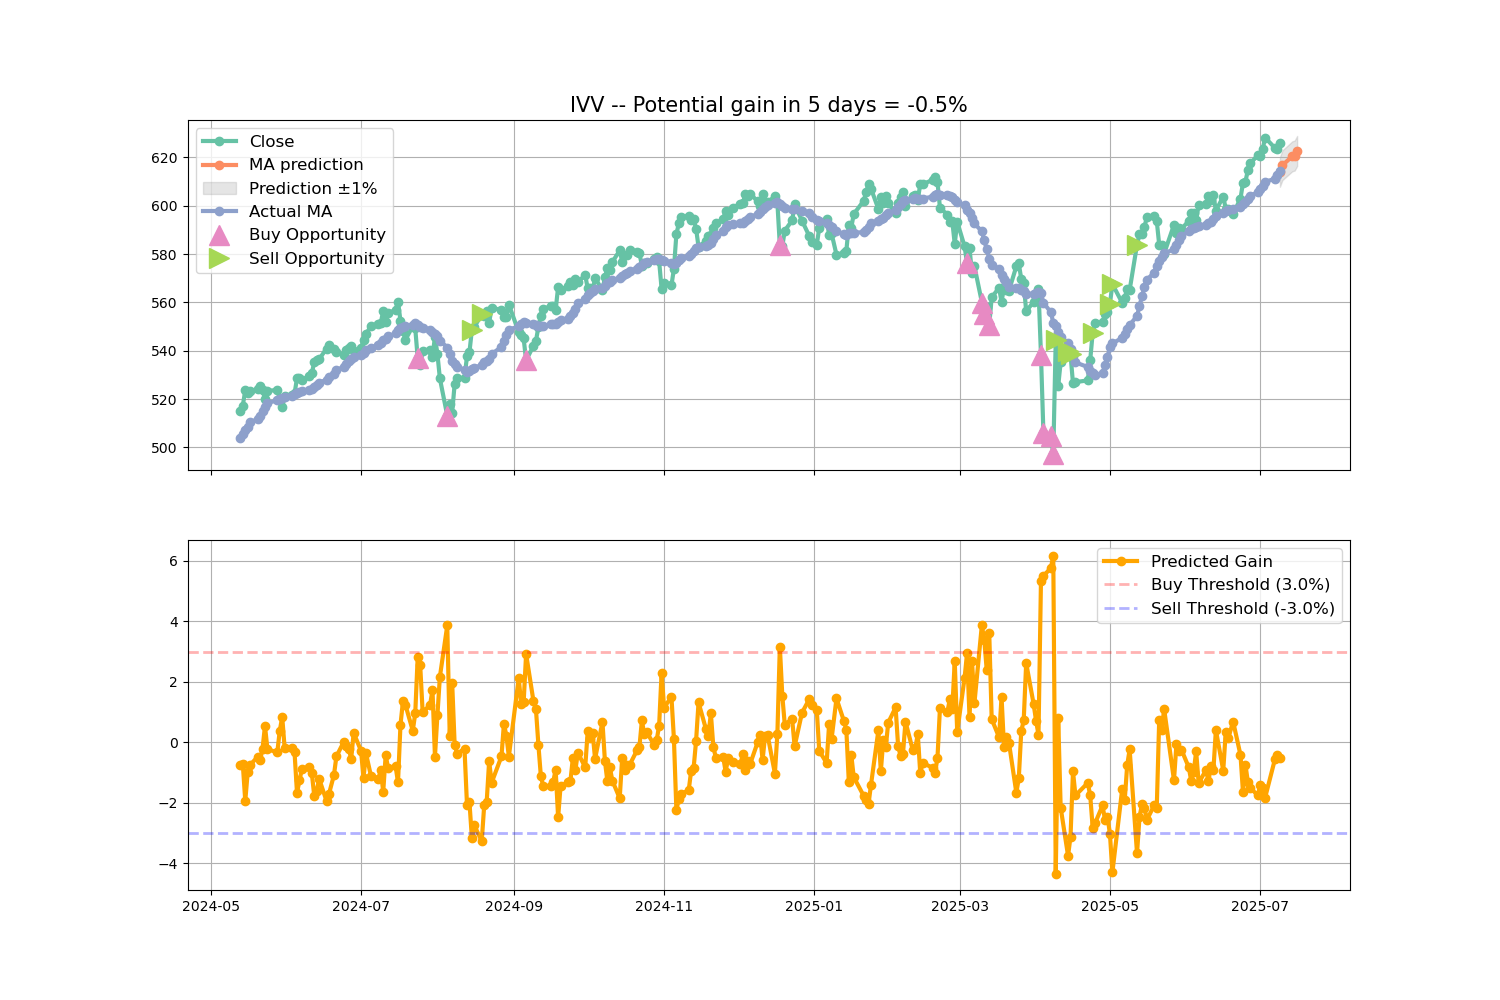 IVV -- Potential gain in 5 days = -0.5%
Close
MA prediction
Prediction ±1%
Actual MA
Buy Opportunity
Sell Opportunity
620
600
580
560
540
520
500
Predicted Gain
Buy Threshold (3.0%)
Sell Threshold (-3.0%)
6
4
2
0
−2
−4
2024-05
2024-07
2024-09
2024-11
2025-01
2025-03
2025-05
2025-07